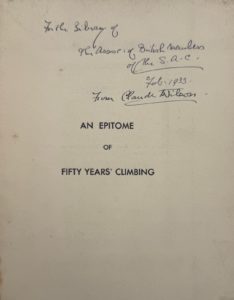 For the Library of
The Assoc: of British Members
of the S.A.C.
Feb. 1933.
From Claude Wilson
AN EPITOME
OF
FIFTY YEARS' CLIMBING